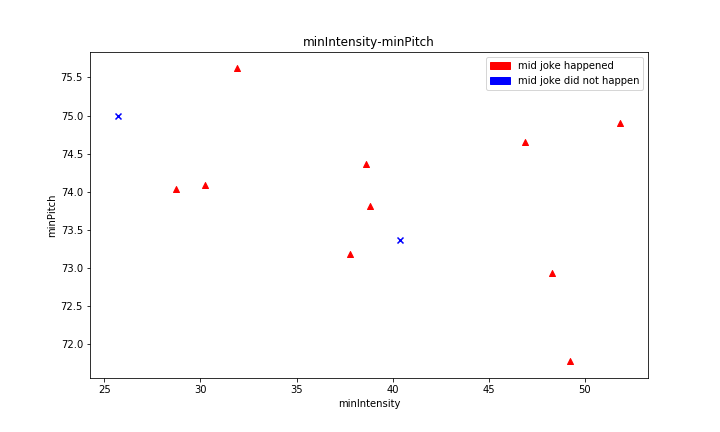 minIntensity-minPitch
mid joke happened
mid joke did not happen
75.5
75.0
74.5
74.0
73.5
73.0
72.5
72.0
minPitch
25 30 35 40 45 50
minIntensity